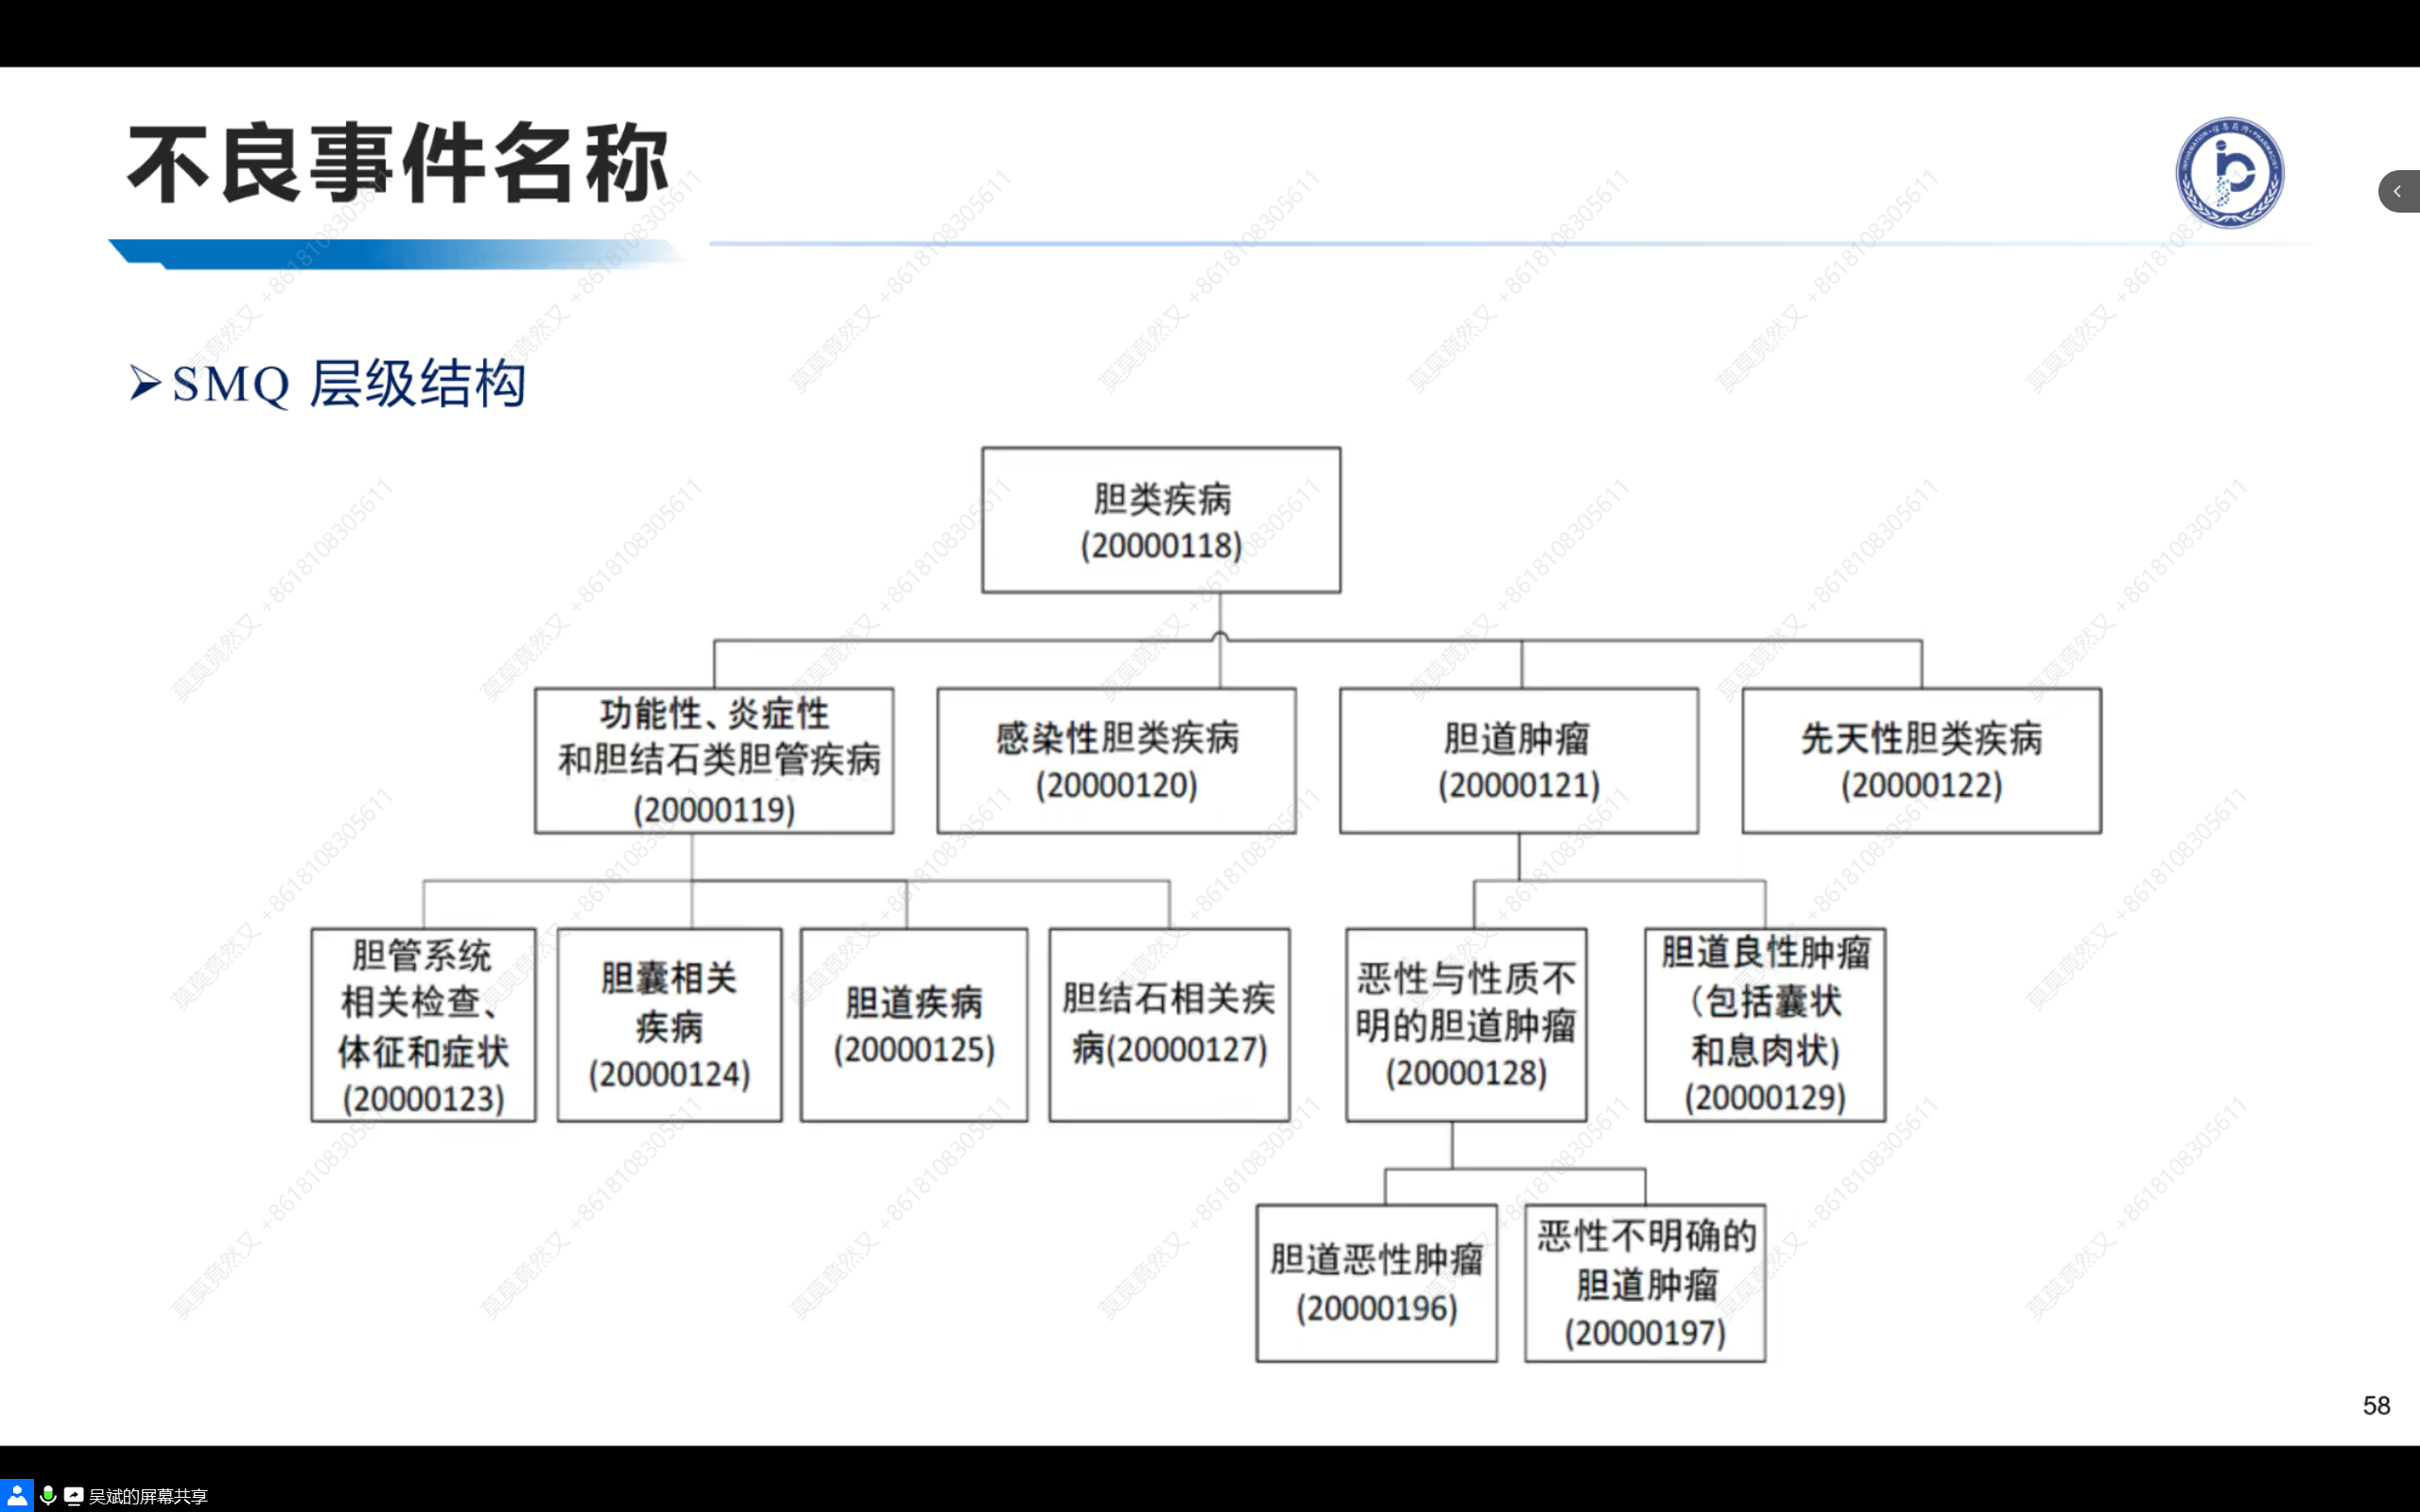 不良事件名称
SMQ 层级结构
胆类疾病
(20000118)
功能性、炎症性
和胆结石类胆管疾病
(20000119)
感染性胆类疾病
(20000120)
胆道肿瘤
(20000121)
先天性胆类疾病
(20000122)
胆管系统
相关检查、
体征和症状
(20000123)
胆囊相关
疾病
(20000124)
胆道疾病
(20000125)
胆结石相关疾
病(20000127)
恶性与性质不
明的胆道肿瘤
(20000128)
胆道良性肿瘤
（包括囊状
和息肉状)
(20000129)
胆道恶性肿瘤
(20000196)
恶性不明确的
胆道肿瘤
(20000197)
58
吴斌的屏幕共享